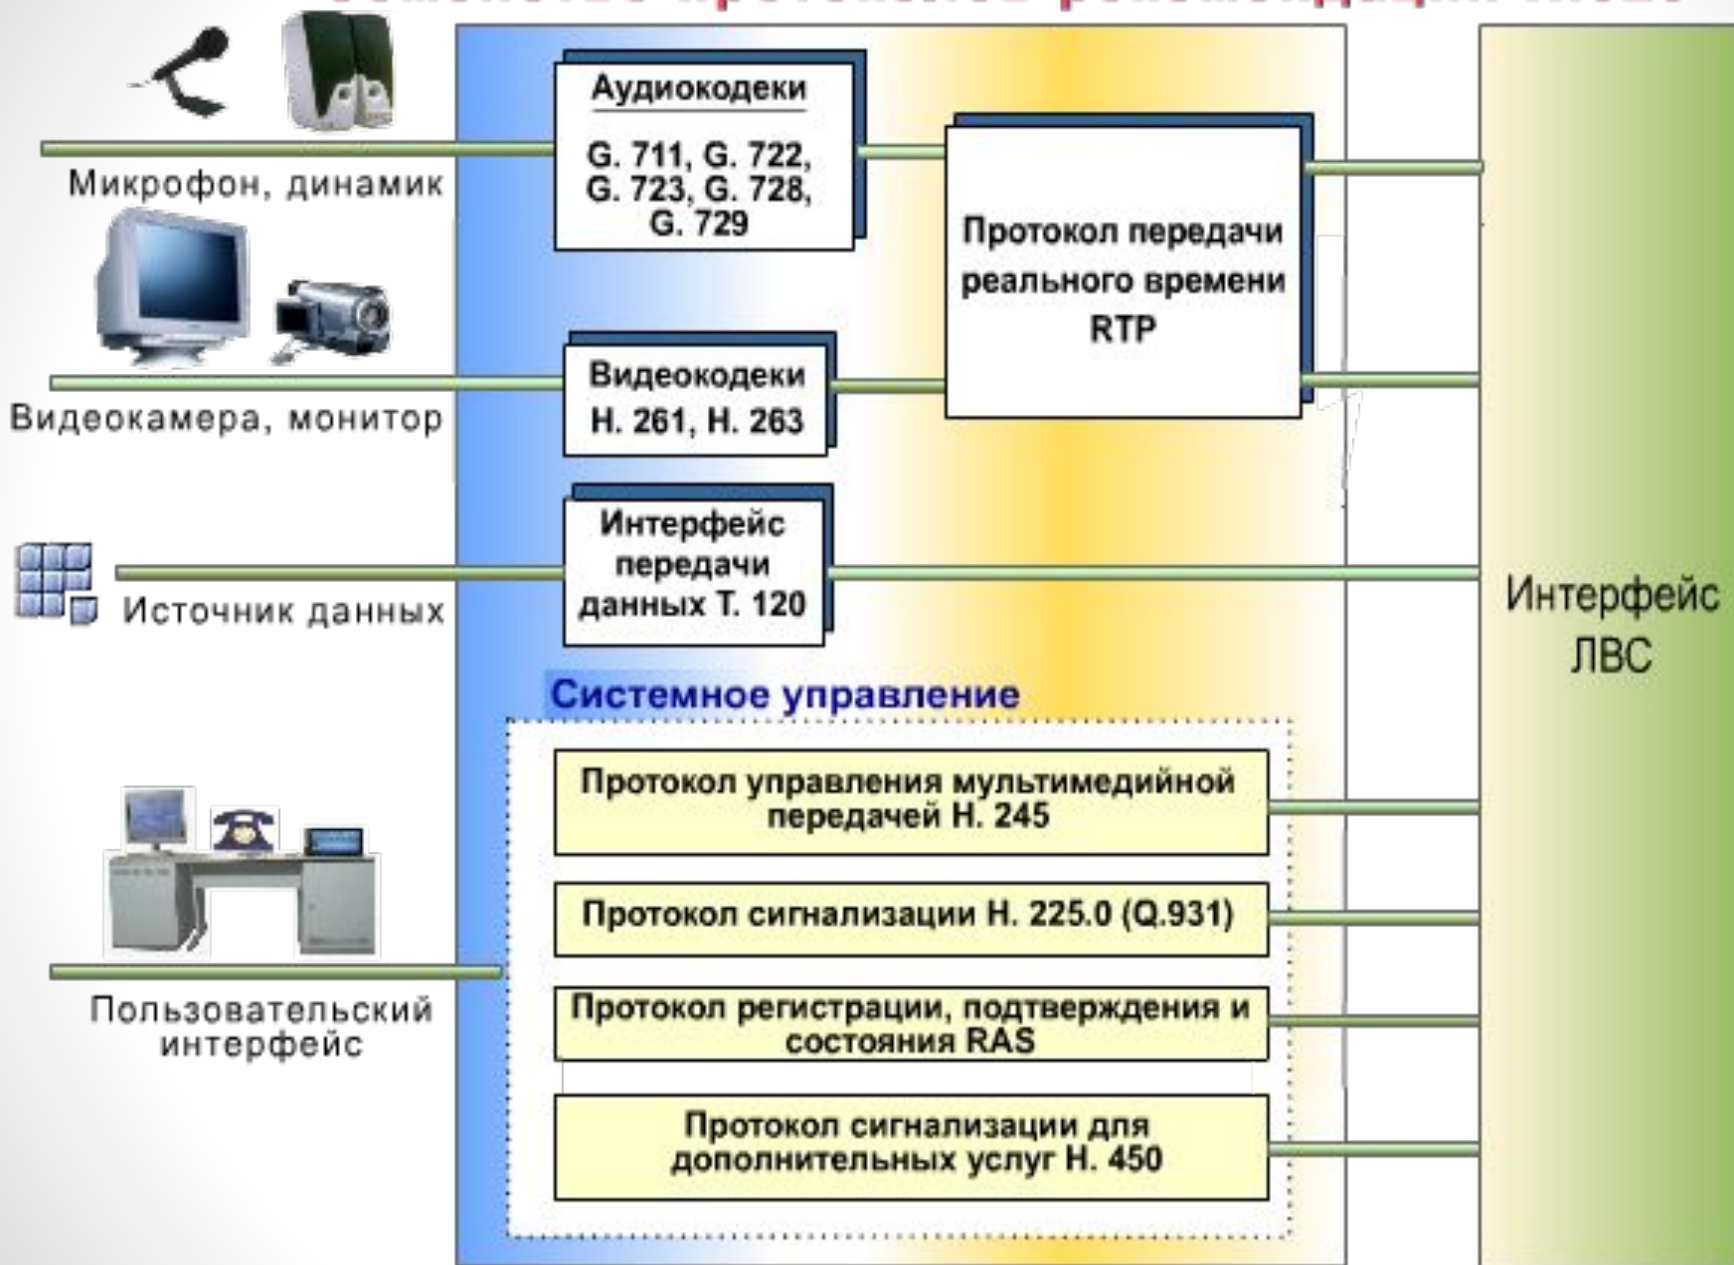 Аудиокодеки
G. 711, G. 722,
G. 723, G. 728,
G. 729
Микрофон, динамик
Протокол передачи
реального времени
RTP
Видеокодеки
H. 261, H. 263
Видеокамера, монитор
Интерфейс
передачи
данных T. 120
Источник данных
Интерфейс
ЛВС
Системное управление
Протокол управления мультимедийной
передачей H. 245
Протокол сигнализации H. 225.0 (Q.931)
Пользовательский
интерфейс
Протокол регистрации, подтверждения и
состояния RAS
Протокол сигнализации для
дополнительных услуг H. 450